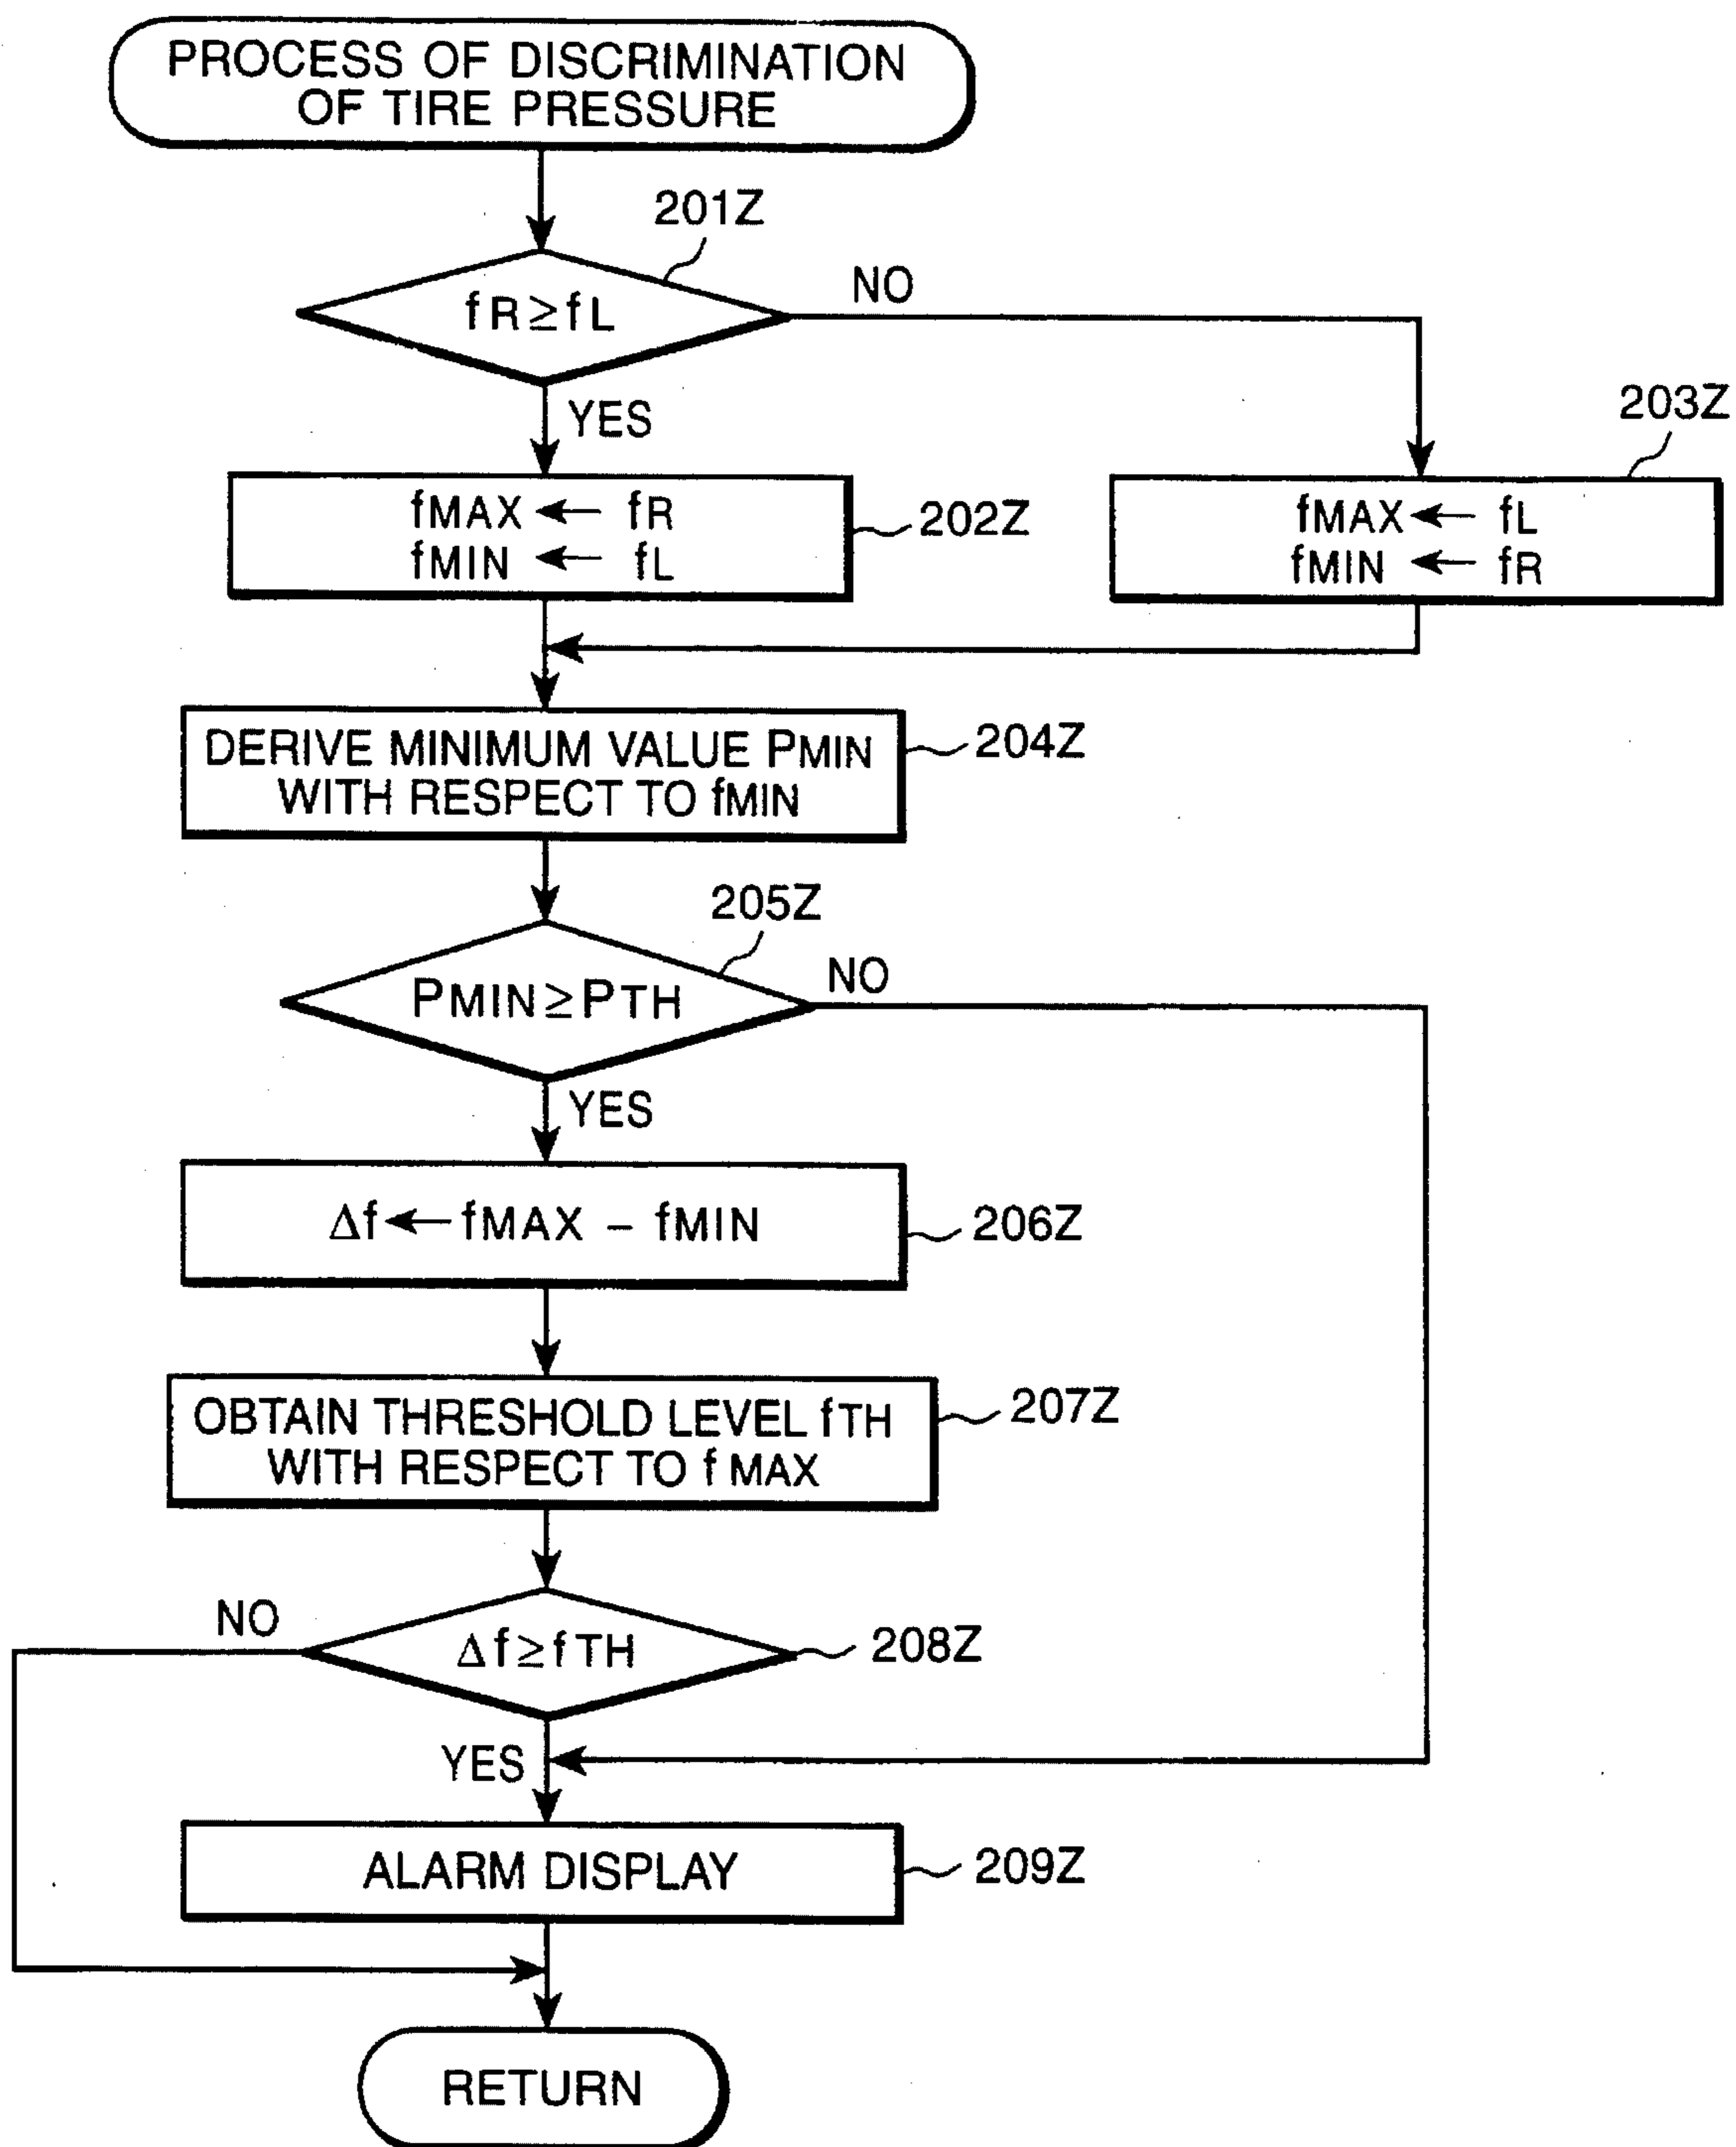 PROCESS OF DISCRIMINATION
OF TIRE PRESSURE
201Z
fR≥fL
NO
YES
203Z
fMAX ← fR
fMIN ← fL
202Z
fMAX ← fL
fMIN ← fR
DERIVE MINIMUM VALUE PMIN
WITH RESPECT TO fMIN
204Z
205Z
PMIN≥PTH
NO
YES
Δf ← fMAX − fMIN
206Z
OBTAIN THRESHOLD LEVEL fTH
WITH RESPECT TO f MAX
207Z
NO
Δf≥fTH
208Z
YES
ALARM DISPLAY
209Z
RETURN